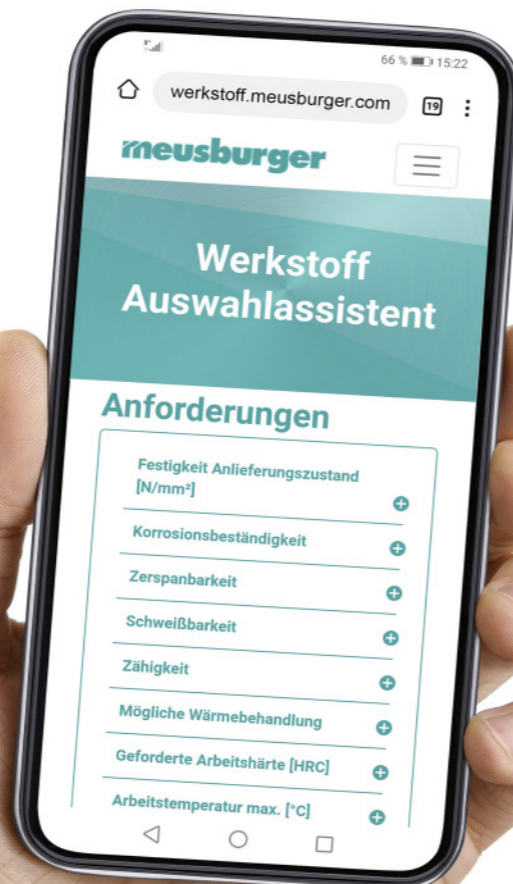 66 % 15:22
werkstoff.meusburger.com 19
meusburger
Werkstoff
Auswahlassistent
Anforderungen
Festigkeit Anlieferungszustand
[N/mm²]
Korrosionsbeständigkeit
Zerspanbarkeit
Schweißbarkeit
Zähigkeit
Mögliche Wärmebehandlung
Geforderte Arbeitshärte [HRC]
Arbeitstemperatur max. [°C]